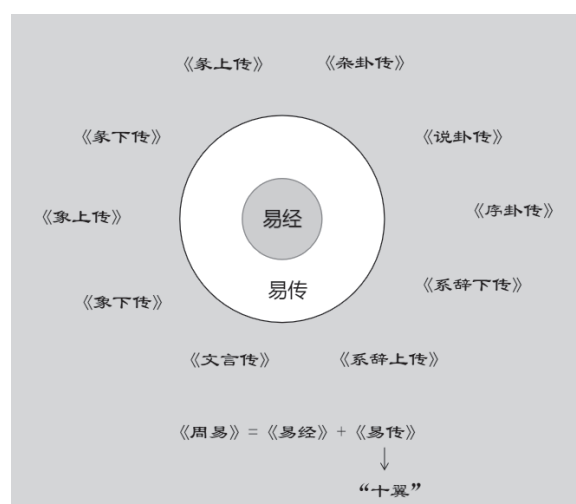 《彖上传》 《杂卦传》
《彖下传》 《说卦传》
《象上传》 《序卦传》
易经
易传
《象下传》 《系辞下传》
《文言传》 《系辞上传》
《周易》=《易经》+《易传》
↓
“十翼”